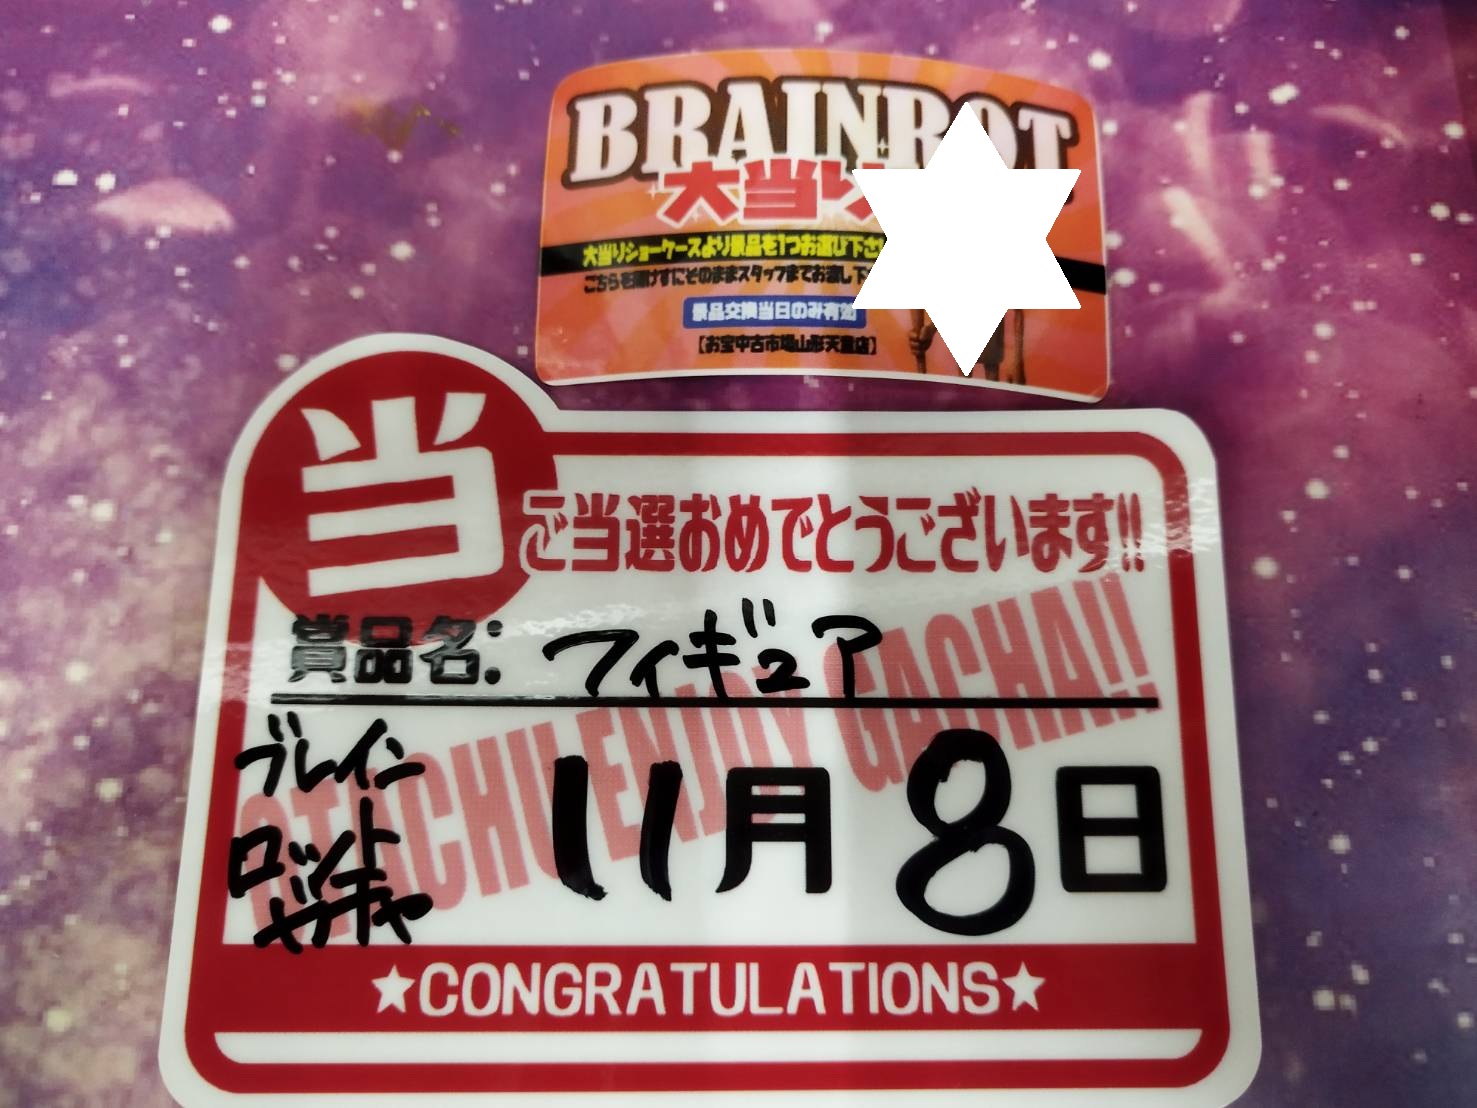 BRAINROT
大当り
大当りショーケースより景品を1つお選び下さ
こちらを開けずにそのままスタッフまでお渡し下
景品交換当日のみ有効
【お宝中古市場山形天童店】
当
ご当選おめでとうございます!!
賞品名: フィギュア
OTACHU ENJOY GACHA!!
ブレイン
ロット
ガチャ
11月8日
★CONGRATULATIONS★